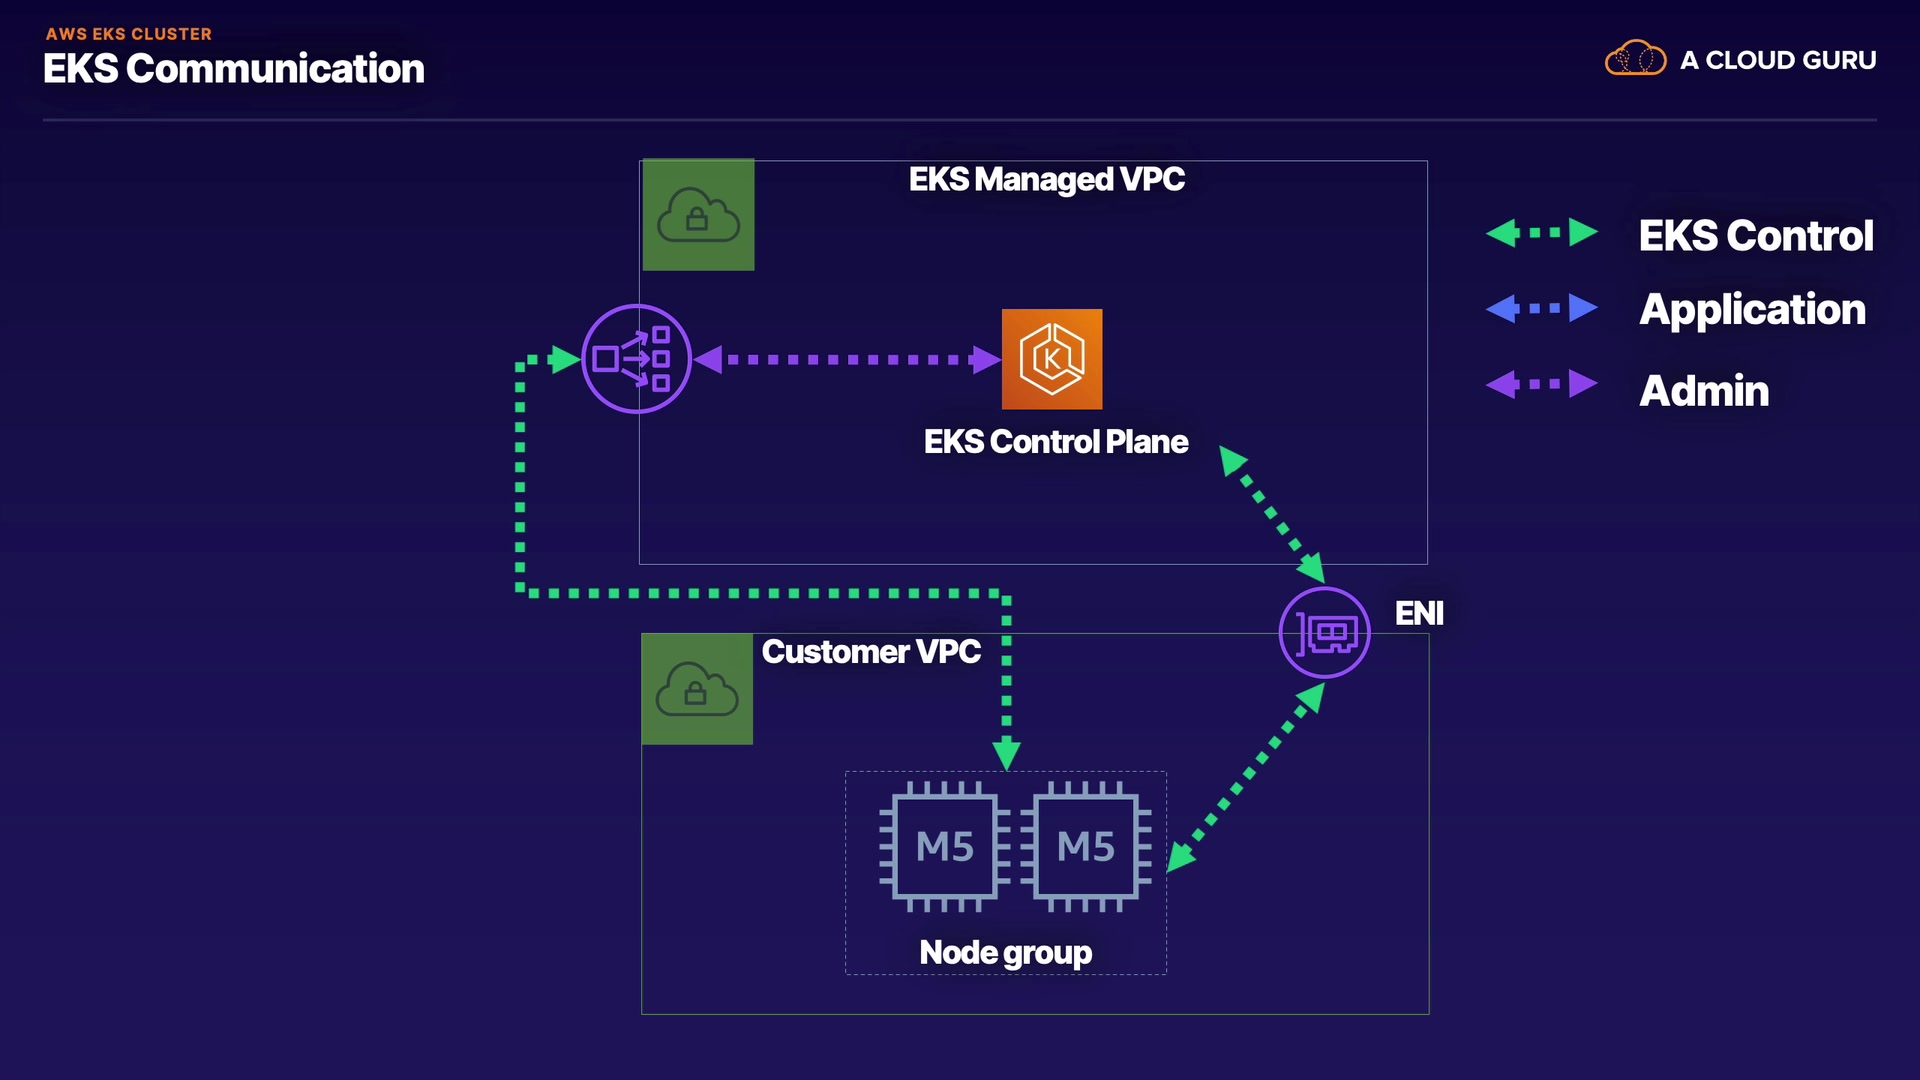 AWS EKS CLUSTER
EKS Communication
A CLOUD GURU
EKS Managed VPC
EKS Control
Application
Admin
K
EKS Control Plane
ENI
Customer VPC
M5 M5
Node group